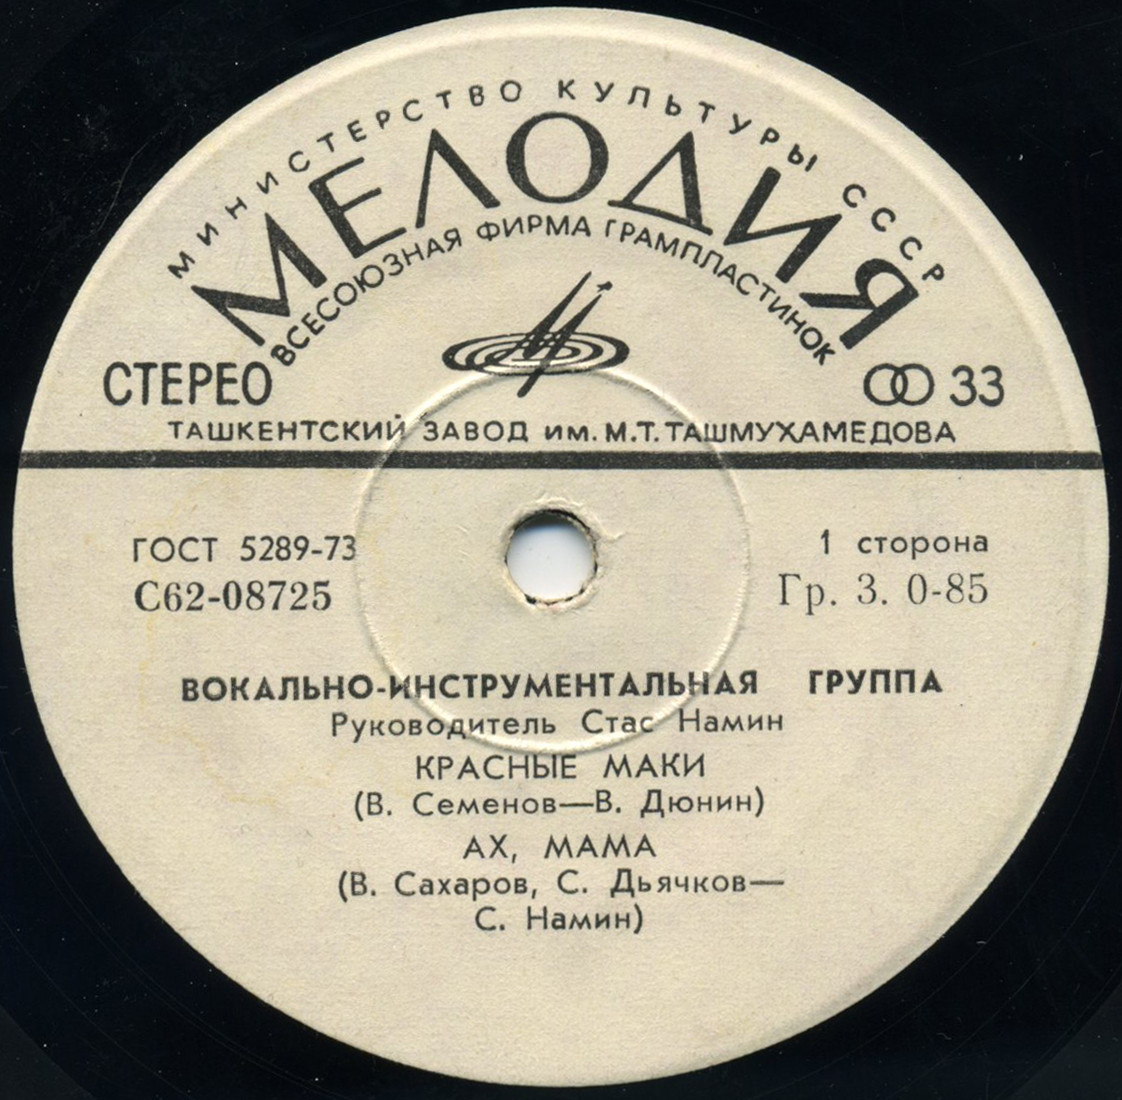 МИНИСТЕРСТВО КУЛЬТУРЫ СССР
МЕЛОДИЯ
ВСЕСОЮЗНАЯ ФИРМА ГРАМПЛАСТИНОК
СТЕРЕО
33
ТАШКЕНТСКИЙ ЗАВОД им. М.Т. ТАШМУХАМЕДОВА
ГОСТ 5289-73
1 сторона
С62-08725
Гр. 3. 0-85
ВОКАЛЬНО-ИНСТРУМЕНТАЛЬНАЯ ГРУППА
Руководитель Стас Намин
КРАСНЫЕ МАКИ
(В. Семенов—В. Дюнин)
АХ, МАМА
(В. Сахаров, С. Дьячков—
С. Намин)